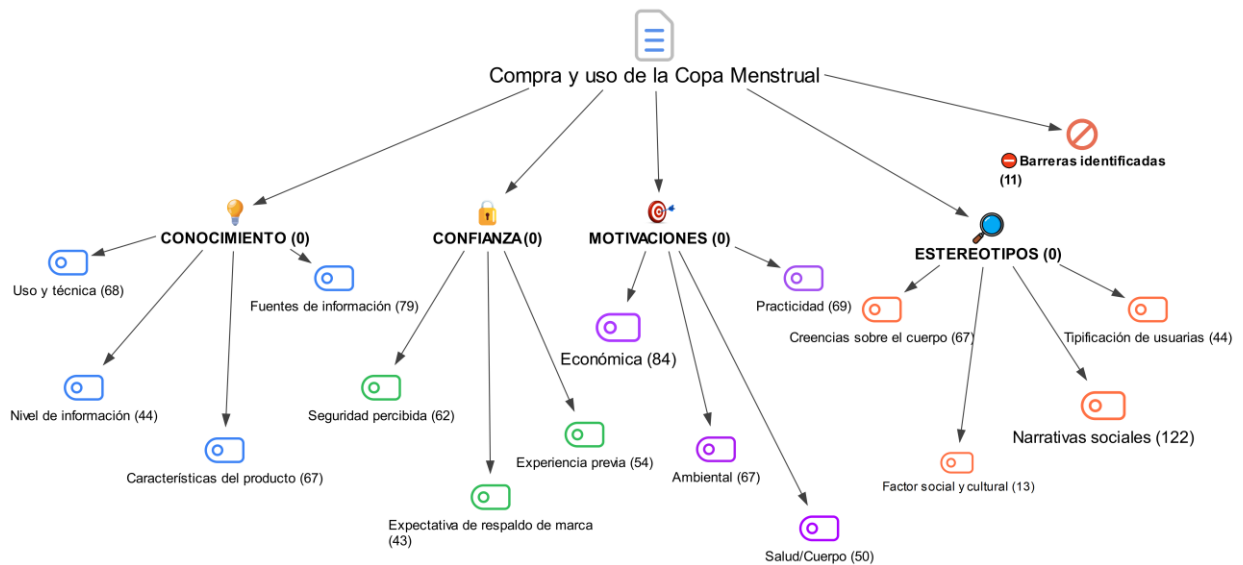 Compra y uso de la Copa Menstrual
Barreras identificadas
(11)
CONOCIMIENTO (0)
CONFIANZA(0)
MOTIVACIONES (0)
ESTEREOTIPOS (0)
Uso y técnica (68)
Fuentes de información (79)
Nivel de información (44)
Características del producto (67)
Seguridad percibida (62)
Experiencia previa (54)
Expectativa de respaldo de marca
(43)
Económica (84)
Practicidad (69)
Ambiental (67)
Salud/Cuerpo (50)
Creencias sobre el cuerpo (67)
Tipificación de usuarias (44)
Narrativas sociales (122)
Factor social y cultural (13)